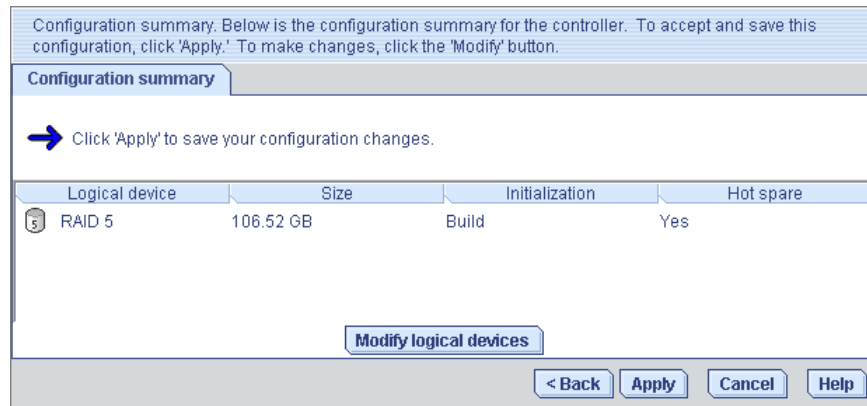 Configuration summary. Below is the configuration summary for the controller. To accept and save this
configuration, click 'Apply.' To make changes, click the 'Modify' button.
Configuration summary
Click 'Apply' to save your configuration changes.
Logical device Size Initialization Hot spare
5 RAID 5 106.52 GB Build Yes
Modify logical devices
< Back Apply Cancel Help